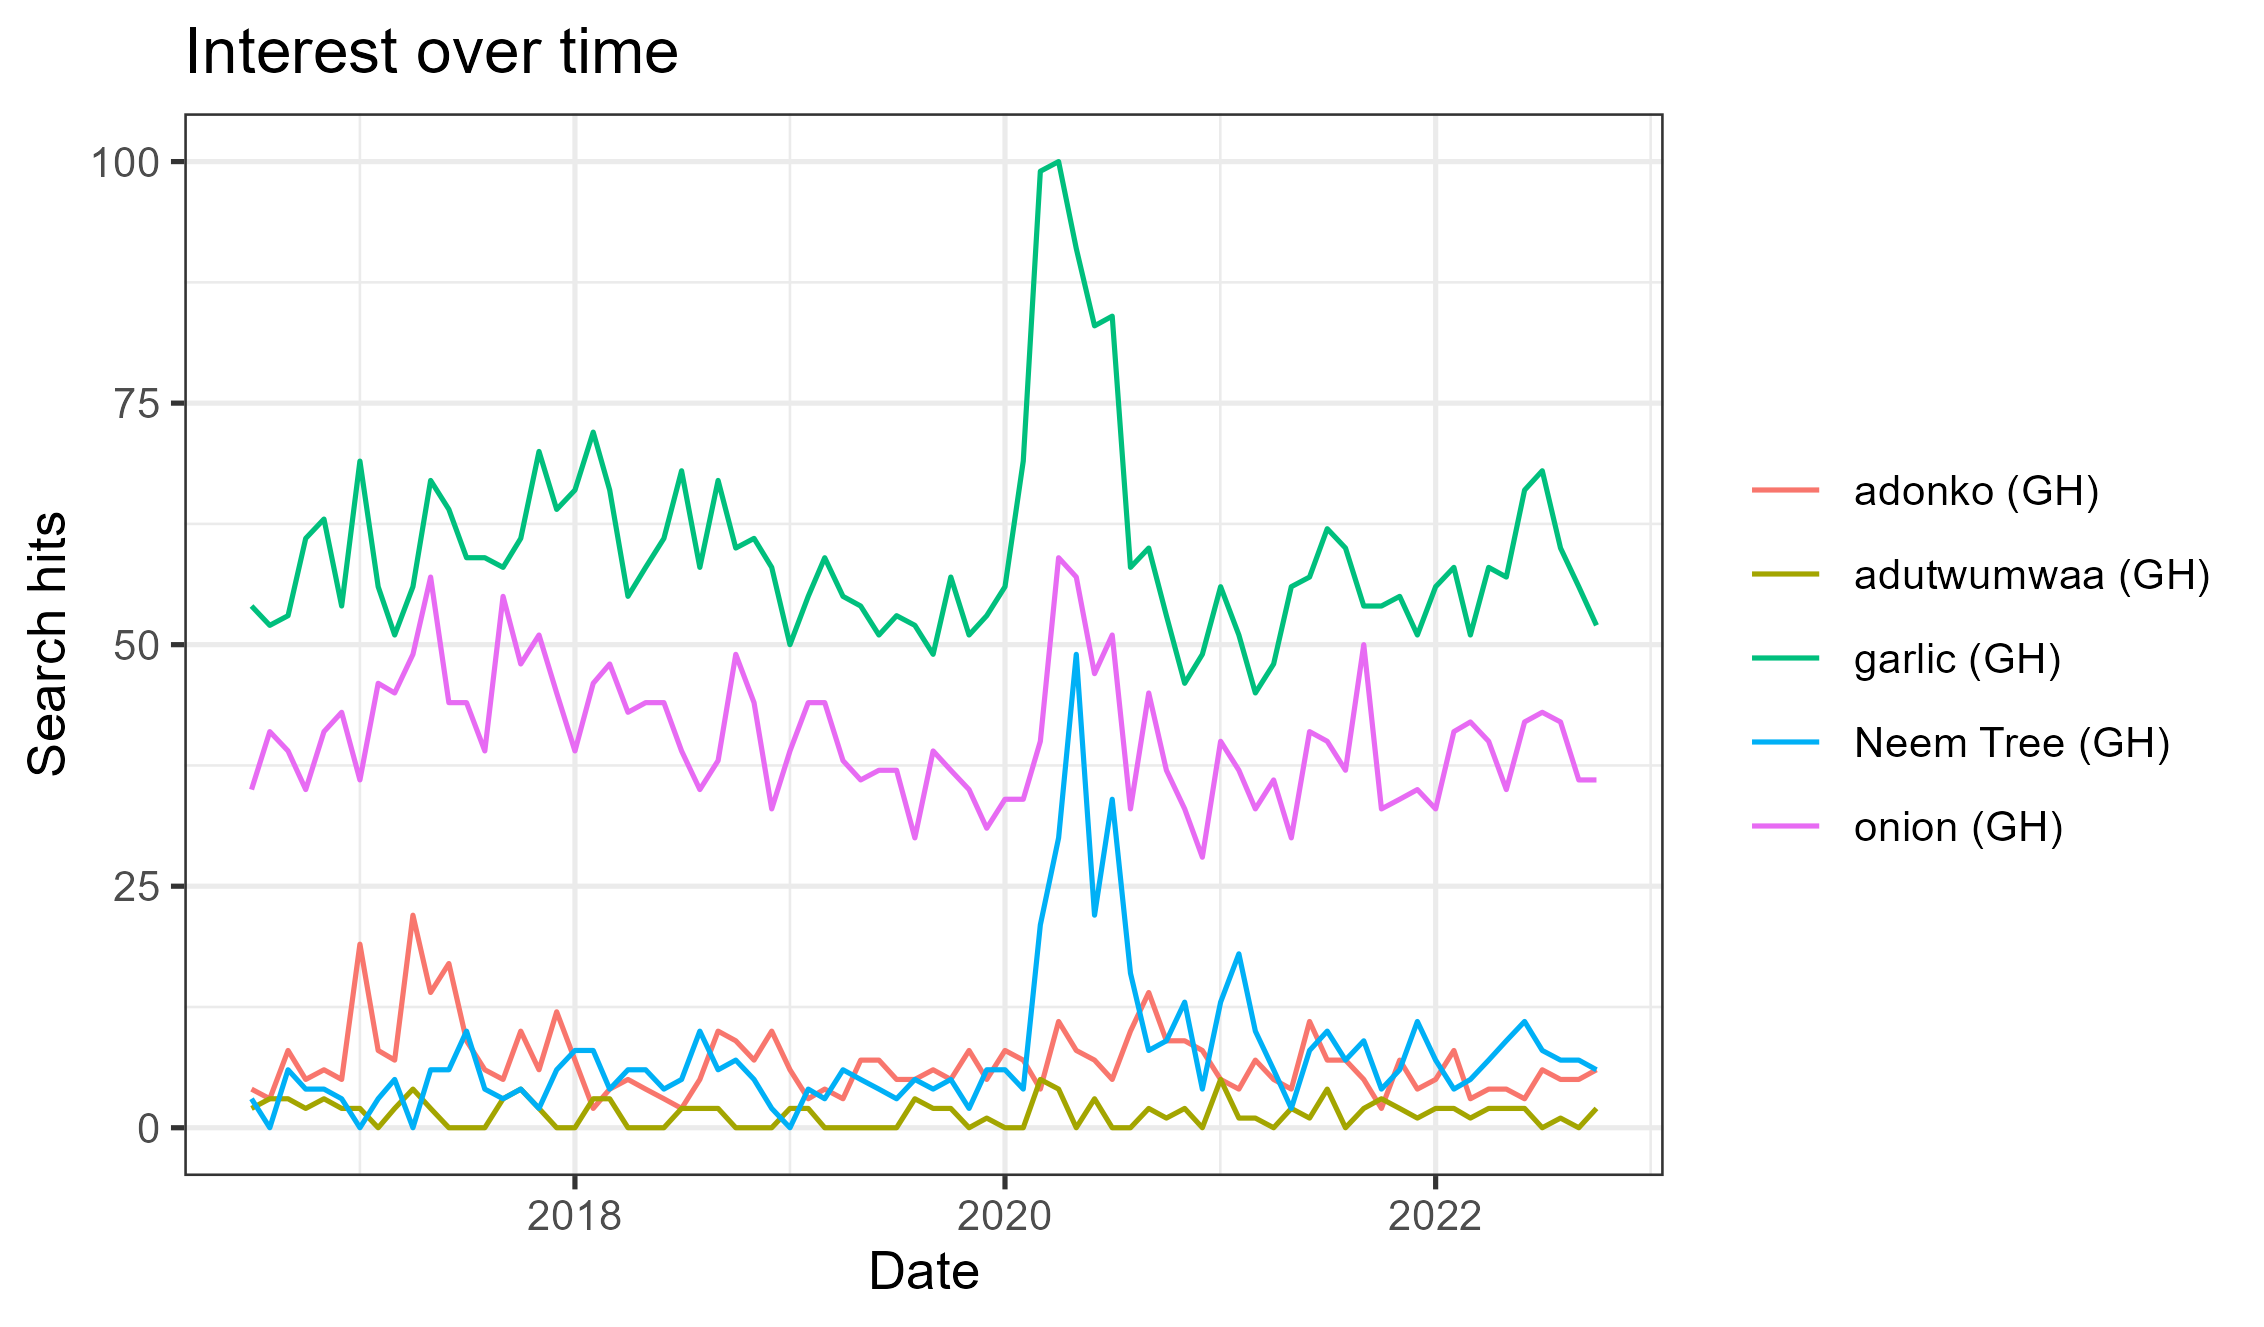 Interest over time
100
75
50
25
0
Search hits
2018
2020
2022
Date
adonko (GH)
adutwumwaa (GH)
garlic (GH)
Neem Tree (GH)
onion (GH)